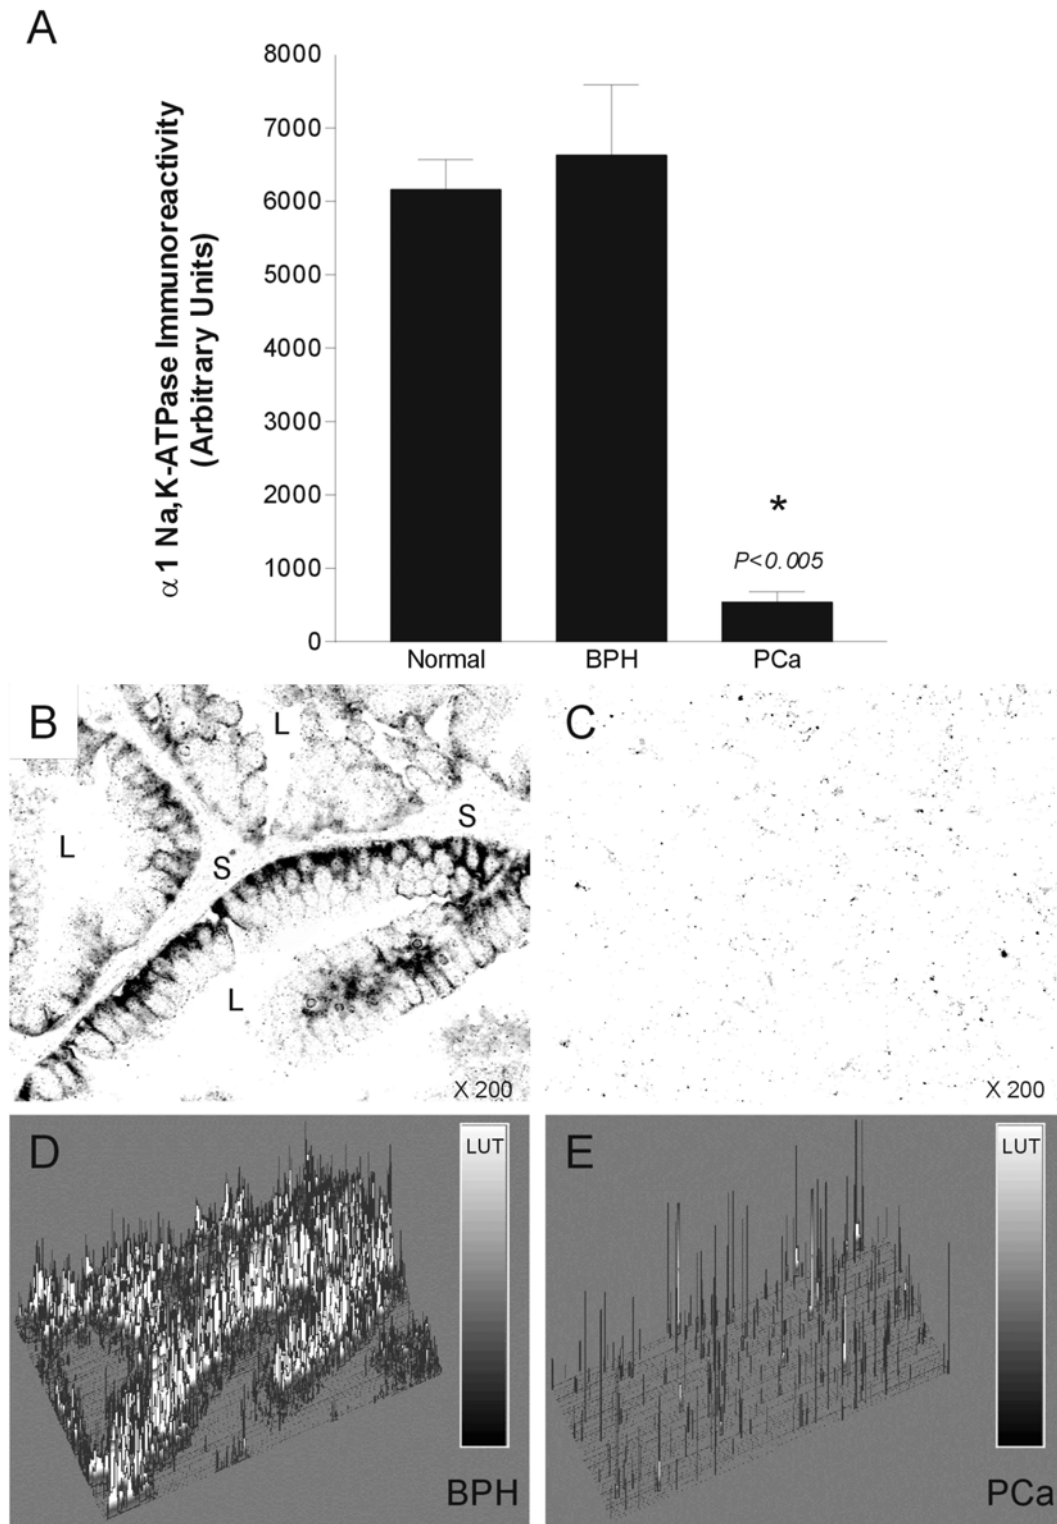 A
α1 Na,K-ATPase Immunoreactivity
(Arbitrary Units)
8000
7000
6000
5000
4000
3000
2000
1000
0
*
P<0.005
Normal BPH PCa
B
L
L
S
S
L
X 200
C
X 200
D
LUT
BPH
E
LUT
PCa